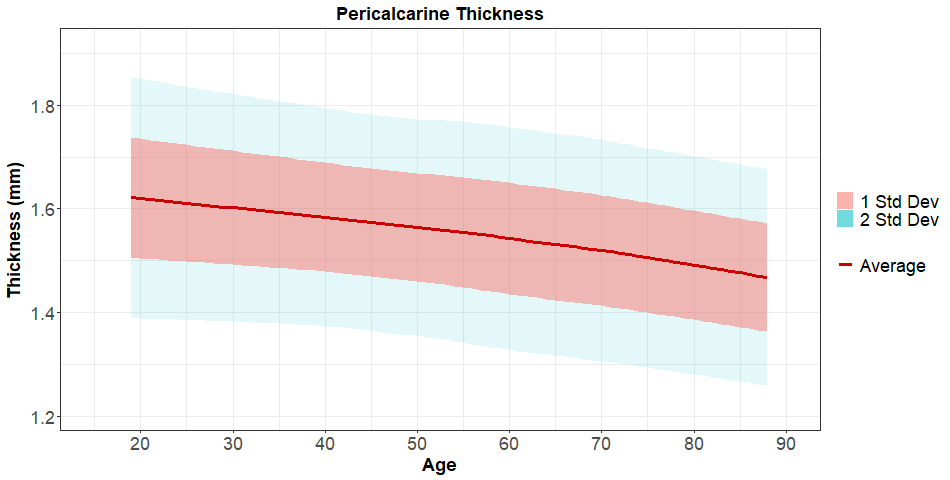 Pericalcarine Thickness
Thickness (mm)
1.8
1.6
1.4
1.2
20 30 40 50 60 70 80 90
Age
1 Std Dev
2 Std Dev
Average